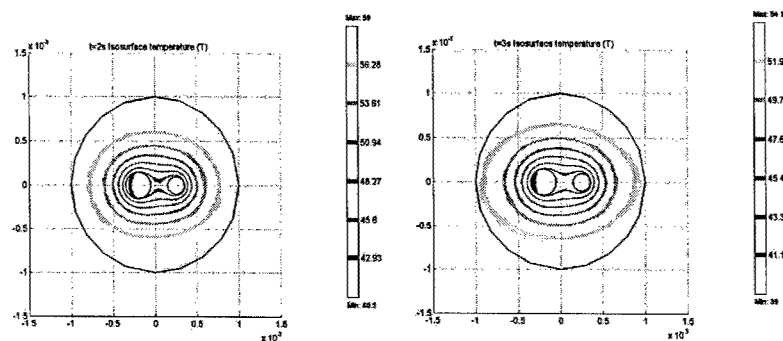 t=2s Isosurface temperature (T)
x 10⁻³
1.5
1
0.5
0
-0.5
-1
-1.5
-1.5 -1 -0.5 0 0.5 1 1.5
x 10⁻³
Max: 59
56.28
53.61
50.94
48.27
45.6
42.93
Min:
t=3s Isosurface temperature (T)
x 10⁻³
1.5
1
0.5
0
-0.5
-1
-1.5
-1.5 -1 -0.5 0 0.5 1 1.5
x 10⁻³
Max:
51.9
49.7
47.6
45.4
43.3
41.1
Min: 39